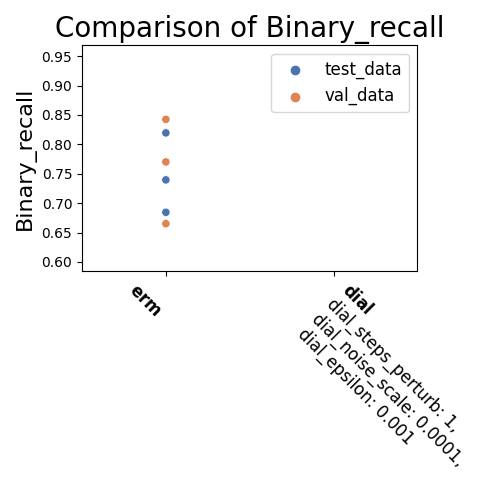 Comparison of Binary_recall
0.95
0.90
0.85
0.80
0.75
0.70
0.65
0.60
Binary_recall
test_data
val_data
erm
dial
dial_steps_perturb: 1,
dial_noise_scale: 0.0001,
dial_epsilon: 0.001